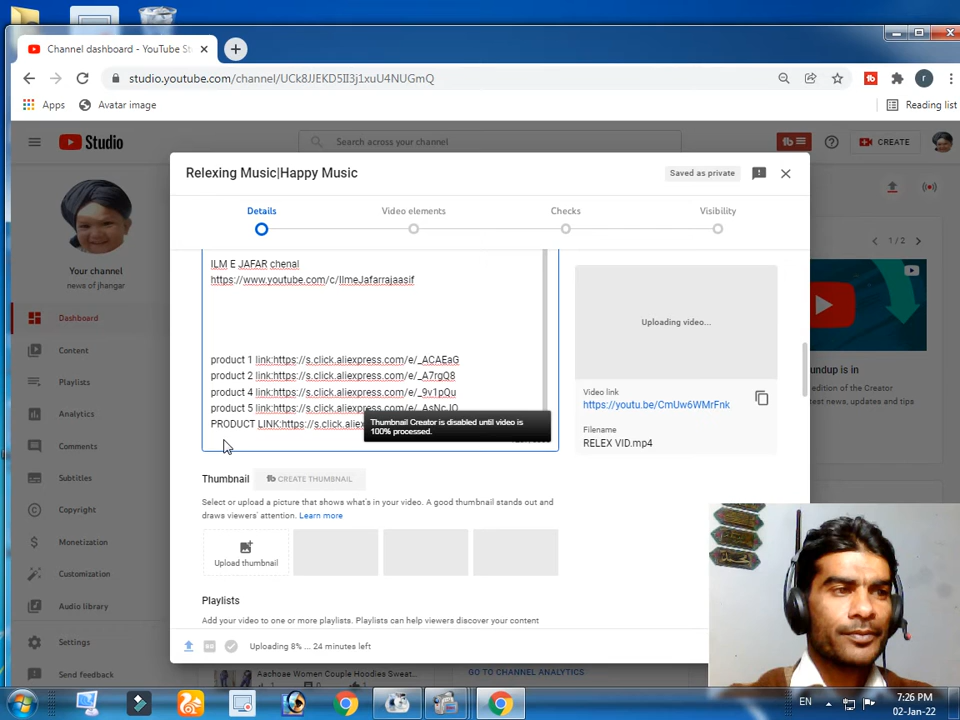 Channel dashboard - YouTube St
studio.youtube.com/channel/UCk8JJEKD5II3j1xuU4NUGmQ
r
Apps
Avatar image
Reading list
Studio
Search across your channel
CREATE
Relexing Music|Happy Music
Saved as private
Details
Video elements
Checks
Visibility
1 / 2
Your channel
news of jhangar
Dashboard
Content
Playlists
Analytics
Comments
Subtitles
Copyright
Monetization
Customization
Audio library
Settings
Send feedback
ILM E JAFAR chenal
https://www.youtube.com/c/IlmeJafarrajaasif
product 1 link:https://s.click.aliexpress.com/e/_ACAEaG
product 2 link:https://s.click.aliexpress.com/e/_A7rgQ8
product 4 link:https://s.click.aliexpress.com/e/_9v1pQu
product 5 link:https://s.click.aliexpress.com/e/_AsNcJO
PRODUCT LINK:https://s.click.aliex
Thumbnail Creator is disabled until video is
100% processed.
Uploading video...
Video link
https://youtu.be/CmUw6WMrFnk
Filename
RELEX VID.mp4
Thumbnail
CREATE THUMBNAIL
Select or upload a picture that shows what's in your video. A good thumbnail stands out and
draws viewers' attention. Learn more
Upload thumbnail
Playlists
Add your video to one or more playlists. Playlists can help viewers discover your content
Uploading 8% ... 24 minutes left
roundup is in
edition of the Creator
test news, updates, or tips
Aachose Women Couple Hoodies Sweat
GO TO CHANNEL ANALYTICS
EN
7:26 PM
02-Jan-22